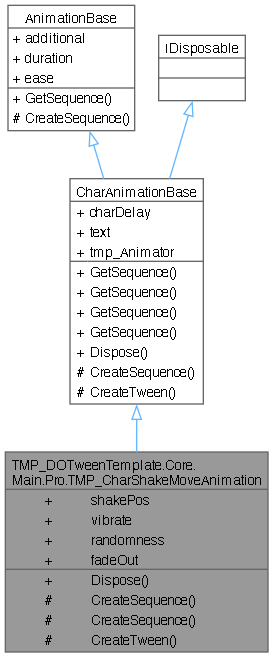 AnimationBase
+ additional
+ duration
+ ease
+ GetSequence()
# CreateSequence()
IDisposable
CharAnimationBase
+ charDelay
+ text
+ tmp_Animator
+ GetSequence()
+ GetSequence()
+ GetSequence()
+ GetSequence()
+ Dispose()
# CreateSequence()
# CreateTween()
TMP_DOTweenTemplate.Core.
Main.Pro.TMP_CharShakeMoveAnimation
+ shakePos
+ vibrate
+ randomness
+ fadeOut
+ Dispose()
# CreateSequence()
# CreateSequence()
# CreateTween()